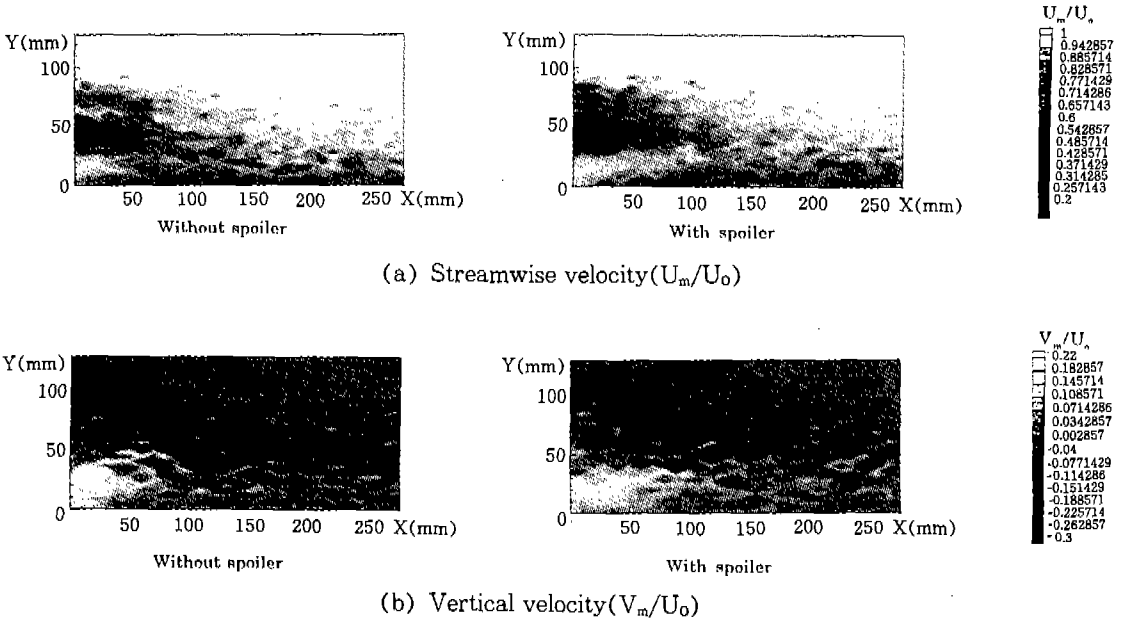 Y(mm)
100
50
0
50 100 150 200 250 X(mm)
Without spoiler
Y(mm)
100
50
0
50 100 150 200 250 X(mm)
With spoiler
Um/Uo
1
0.942857
0.885714
0.828571
0.771429
0.714286
0.657143
0.6
0.542857
0.485714
0.428571
0.371429
0.314285
0.257143
0.2
(a) Streamwise velocity(Um/Uo)
Y(mm)
100
50
0
50 100 150 200 250 X(mm)
Without spoiler
Y(mm)
100
50
0
50 100 150 200 250 X(mm)
With spoiler
Vm/Uo
0.22
0.182857
0.145714
0.108571
0.0714286
0.0342857
0.002857
-0.04
-0.0771429
-0.114286
-0.151429
-0.188571
-0.225714
-0.262857
-0.3
(b) Vertical velocity(Vm/Uo)